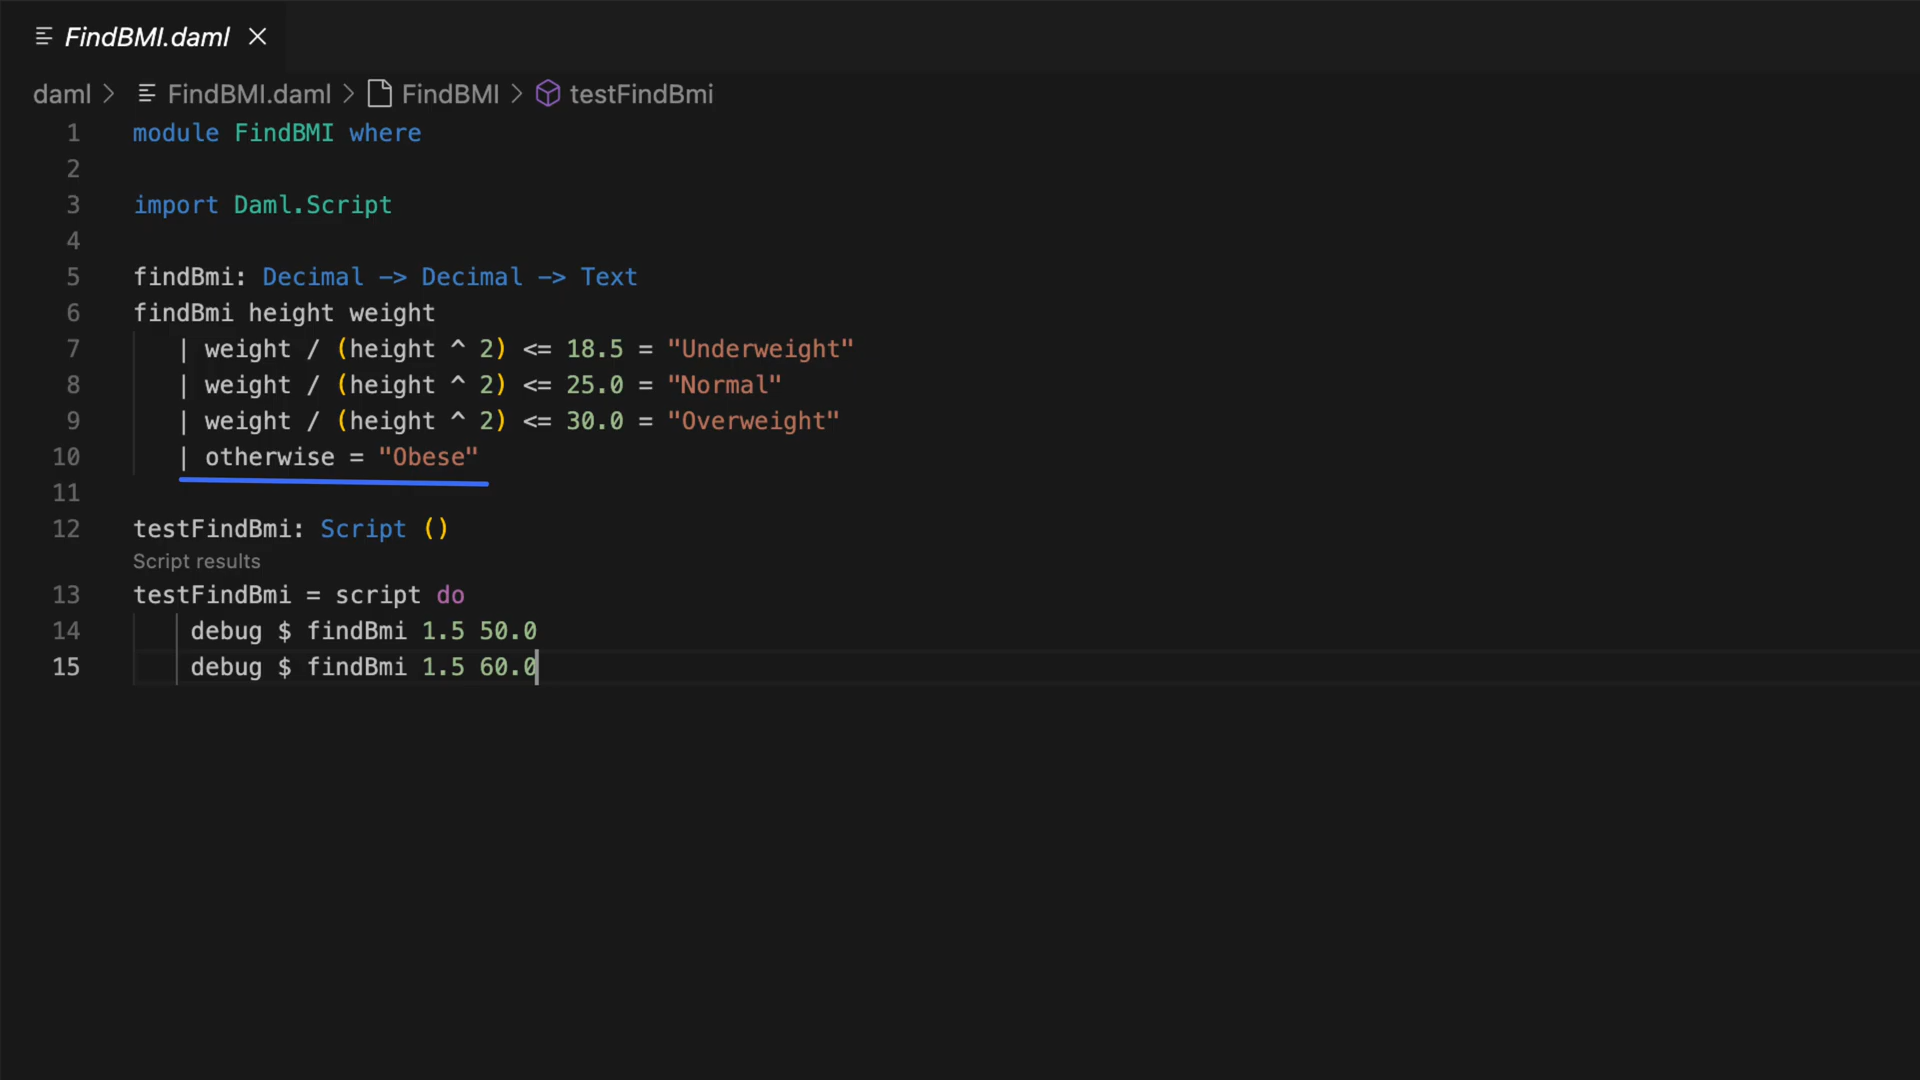 FindBMI.daml
daml > FindBMI.daml > FindBMI > testFindBmi
1 module FindBMI where
2
3 import Daml.Script
4
5 findBmi: Decimal -> Decimal -> Text
6 findBmi height weight
7 | weight / (height ^ 2) <= 18.5 = "Underweight"
8 | weight / (height ^ 2) <= 25.0 = "Normal"
9 | weight / (height ^ 2) <= 30.0 = "Overweight"
10 | otherwise = "Obese"
11
12 testFindBmi: Script ()
Script results
13 testFindBmi = script do
14 debug $ findBmi 1.5 50.0
15 debug $ findBmi 1.5 60.0